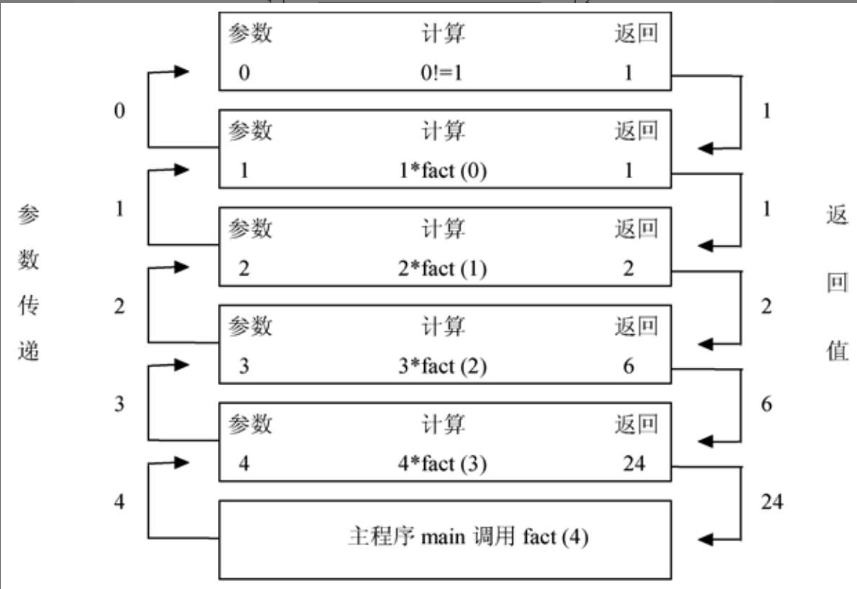 参数 计算 返回
0 0!=1 1
0 1
参数 计算 返回
1 1*fact (0) 1
1 1
参数 计算 返回
2 2*fact (1) 2
2 2
参数 计算 返回
3 3*fact (2) 6
3 6
参数 计算 返回
4 4*fact (3) 24
4 24
主程序 main 调用 fact (4)
参数传递
返回值